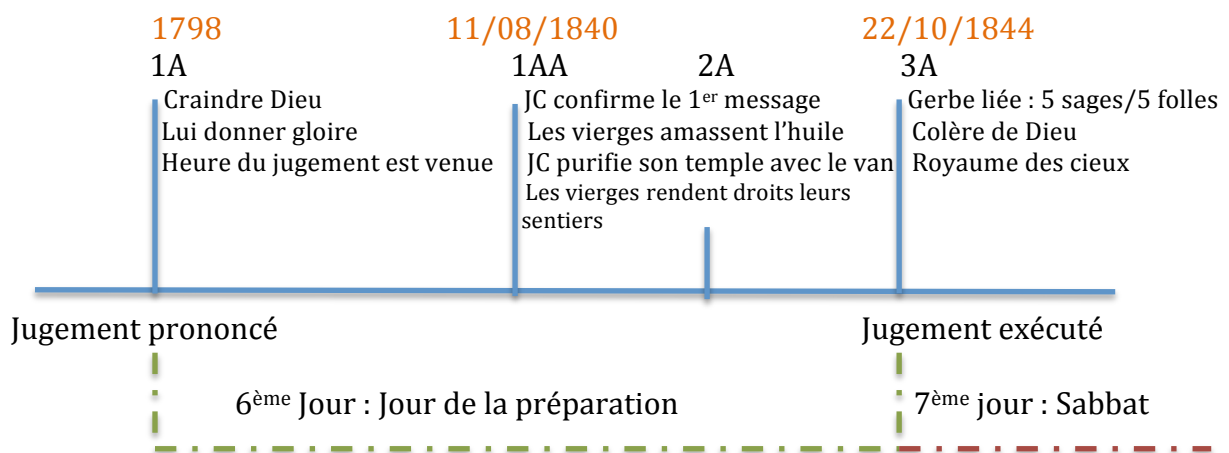 1798
11/08/1840
22/10/1844
1A
1AA
2A
3A
Craindre Dieu
Lui donner gloire
Heure du jugement est venue
JC confirme le 1er message
Les vierges amassent l’huile
JC purifie son temple avec le van
Les vierges rendent droits leurs
sentiers
Gerbe liée : 5 sages/5 folles
Colère de Dieu
Royaume des cieux
Jugement prononcé
Jugement exécuté
6ème Jour : Jour de la préparation
7ème jour : Sabbat